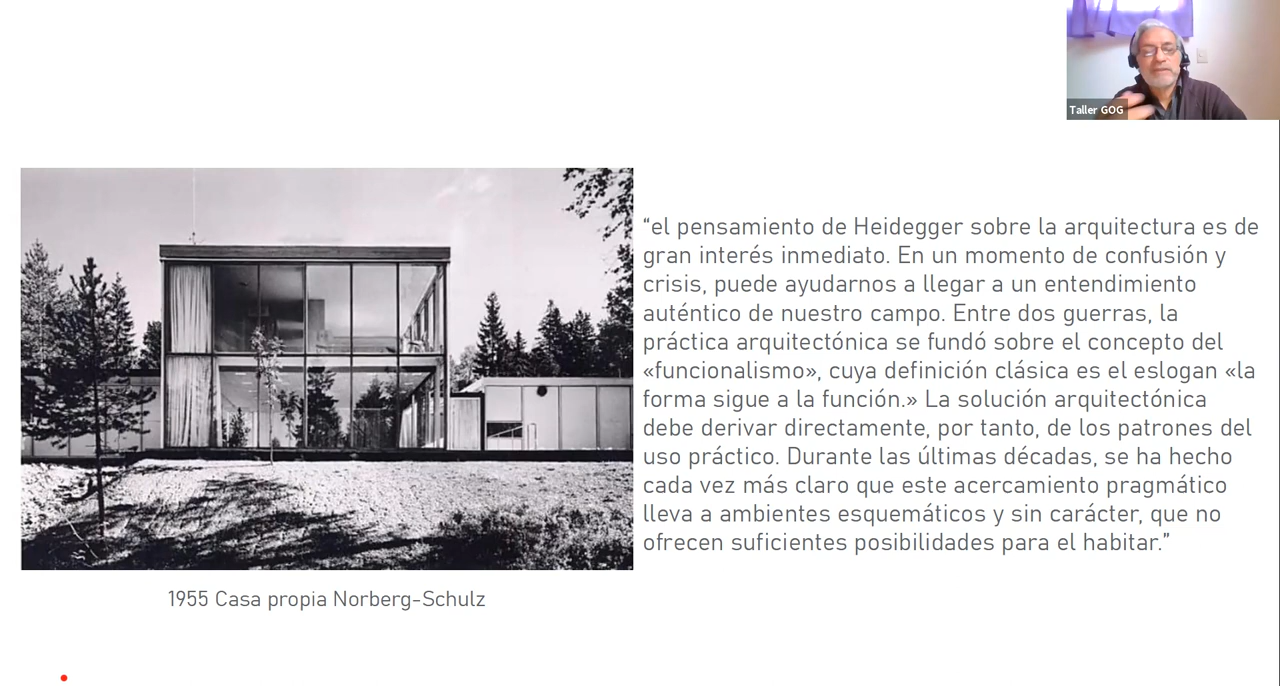 Taller GOG
“el pensamiento de Heidegger sobre la arquitectura es de
gran interés inmediato. En un momento de confusión y
crisis, puede ayudarnos a llegar a un entendimiento
auténtico de nuestro campo. Entre dos guerras, la
práctica arquitectónica se fundó sobre el concepto del
«funcionalismo», cuya definición clásica es el eslogan «la
forma sigue a la función.» La solución arquitectónica
debe derivar directamente, por tanto, de los patrones del
uso práctico. Durante las últimas décadas, se ha hecho
cada vez más claro que este acercamiento pragmático
lleva a ambientes esquemáticos y sin carácter, que no
ofrecen suficientes posibilidades para el habitar.”
1955 Casa propia Norberg-Schulz